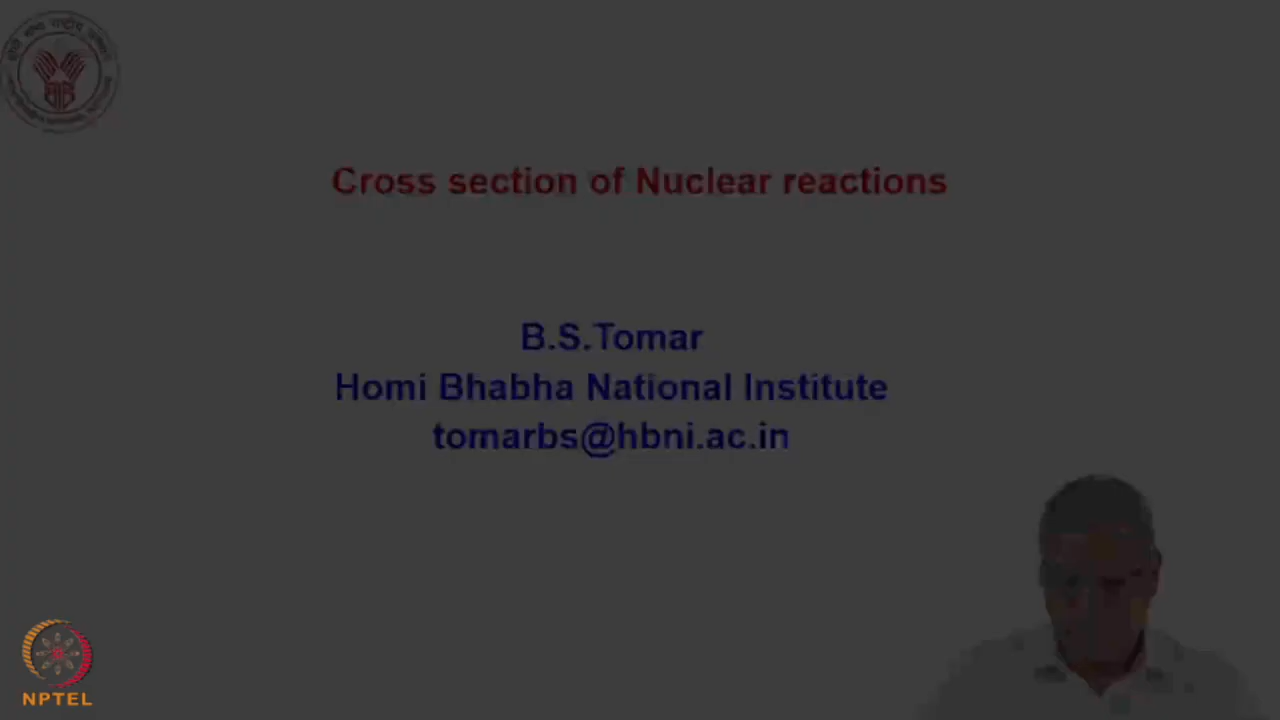 Cross section of Nuclear reactions
B.S.Tomar
Homi Bhabha National Institute
tomarbs@hbni.ac.in
NPTEL